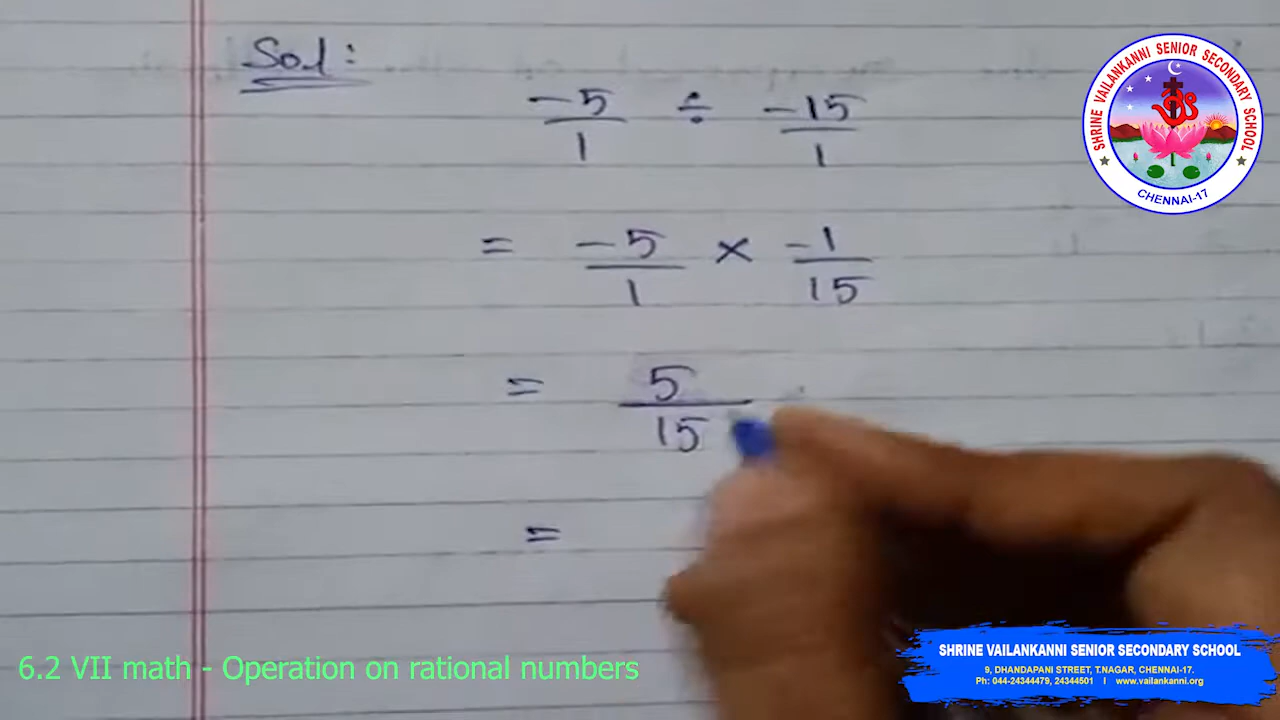 Sol:
-5/1 ÷ -15/1
= -5/1 × -1/15
= 5/15
=
SHRINE VAILANKANNI SENIOR SECONDARY SCHOOL
CHENNAI-17
6.2 VII math - Operation on rational numbers
SHRINE VAILANKANNI SENIOR SECONDARY SCHOOL
9, DHANDAPANI STREET, T.NAGAR, CHENNAI-17.
Ph: 044-24344479, 24344501 I www.vailankanni.org